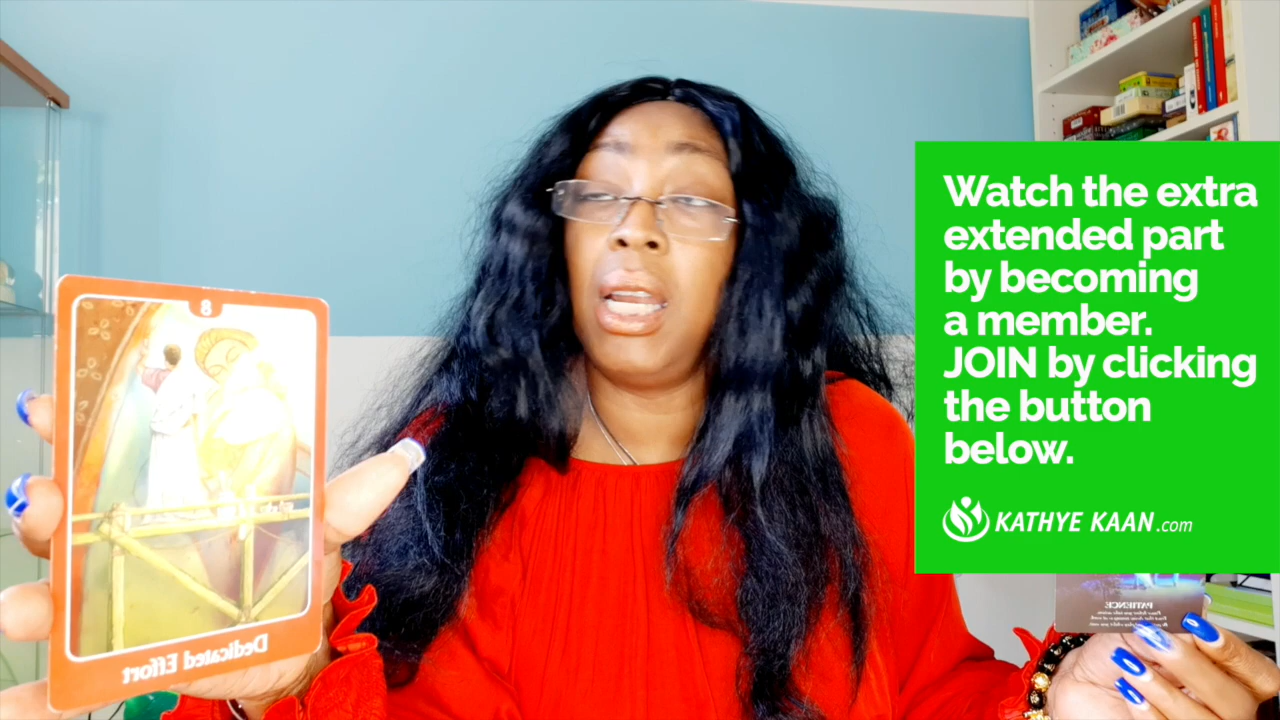 8
Dedicated Effort
Watch the extra
extended part
by becoming
a member.
JOIN by clicking
the button
below.
KATHYE KAAN.com
PATIENCE